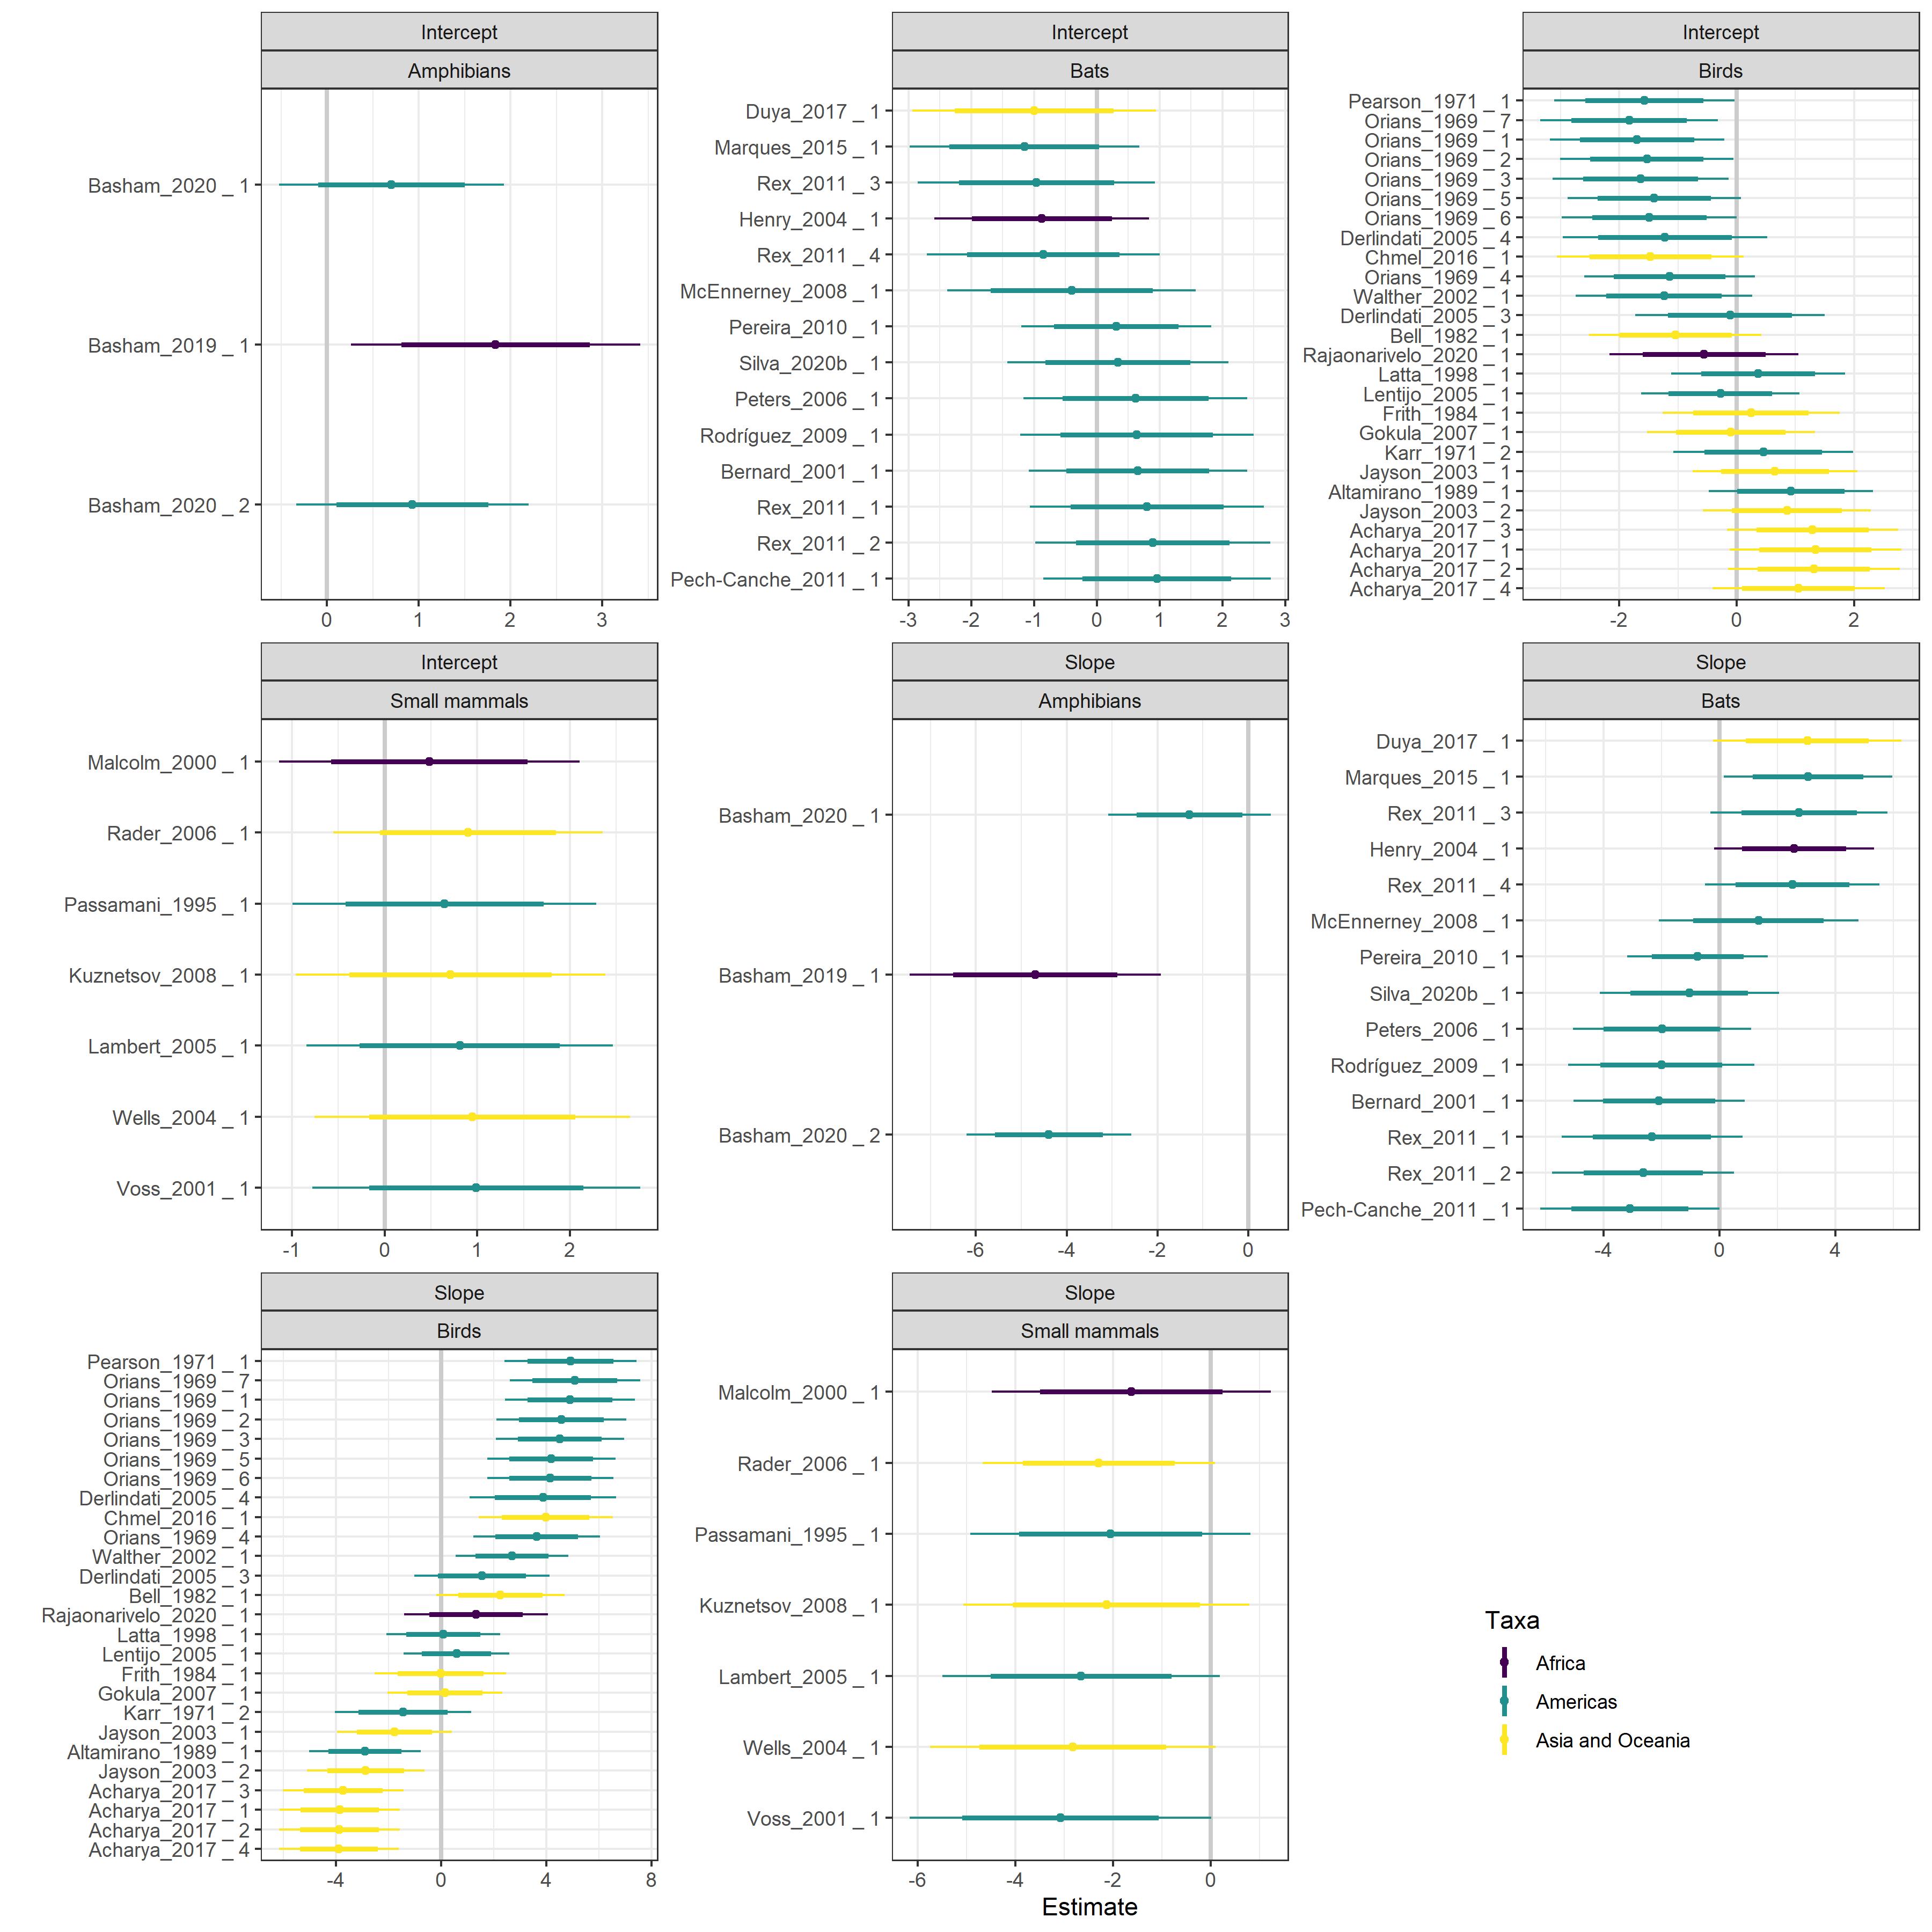 Intercept
Amphibians
Basham_2020 _ 1
Basham_2019 _ 1
Basham_2020 _ 2
0 1 2 3
Intercept
Bats
Duya_2017 _ 1
Marques_2015 _ 1
Rex_2011 _ 3
Henry_2004 _ 1
Rex_2011 _ 4
McEnnerney_2008 _ 1
Pereira_2010 _ 1
Silva_2020b _ 1
Peters_2006 _ 1
Rodríguez_2009 _ 1
Bernard_2001 _ 1
Rex_2011 _ 1
Rex_2011 _ 2
Pech-Canche_2011 _ 1
-3 -2 -1 0 1 2 3
Intercept
Birds
Pearson_1971 _ 1
Orians_1969 _ 7
Orians_1969 _ 1
Orians_1969 _ 2
Orians_1969 _ 3
Orians_1969 _ 5
Orians_1969 _ 6
Derlindati_2005 _ 4
Chmel_2016 _ 1
Orians_1969 _ 4
Walther_2002 _ 1
Derlindati_2005 _ 3
Bell_1982 _ 1
Rajaonarivelo_2020 _ 1
Latta_1998 _ 1
Lentijo_2005 _ 1
Frith_1984 _ 1
Gokula_2007 _ 1
Karr_1971 _ 2
Jayson_2003 _ 1
Altamirano_1989 _ 1
Jayson_2003 _ 2
Acharya_2017 _ 3
Acharya_2017 _ 1
Acharya_2017 _ 2
Acharya_2017 _ 4
-2 0 2
Intercept
Small mammals
Malcolm_2000 _ 1
Rader_2006 _ 1
Passamani_1995 _ 1
Kuznetsov_2008 _ 1
Lambert_2005 _ 1
Wells_2004 _ 1
Voss_2001 _ 1
-1 0 1 2
Slope
Amphibians
Basham_2020 _ 1
Basham_2019 _ 1
Basham_2020 _ 2
-6 -4 -2 0
Slope
Bats
Duya_2017 _ 1
Marques_2015 _ 1
Rex_2011 _ 3
Henry_2004 _ 1
Rex_2011 _ 4
McEnnerney_2008 _ 1
Pereira_2010 _ 1
Silva_2020b _ 1
Peters_2006 _ 1
Rodríguez_2009 _ 1
Bernard_2001 _ 1
Rex_2011 _ 1
Rex_2011 _ 2
Pech-Canche_2011 _ 1
-4 0 4
Slope
Birds
Pearson_1971 _ 1
Orians_1969 _ 7
Orians_1969 _ 1
Orians_1969 _ 2
Orians_1969 _ 3
Orians_1969 _ 5
Orians_1969 _ 6
Derlindati_2005 _ 4
Chmel_2016 _ 1
Orians_1969 _ 4
Walther_2002 _ 1
Derlindati_2005 _ 3
Bell_1982 _ 1
Rajaonarivelo_2020 _ 1
Latta_1998 _ 1
Lentijo_2005 _ 1
Frith_1984 _ 1
Gokula_2007 _ 1
Karr_1971 _ 2
Jayson_2003 _ 1
Altamirano_1989 _ 1
Jayson_2003 _ 2
Acharya_2017 _ 3
Acharya_2017 _ 1
Acharya_2017 _ 2
Acharya_2017 _ 4
-4 0 4 8
Slope
Small mammals
Malcolm_2000 _ 1
Rader_2006 _ 1
Passamani_1995 _ 1
Kuznetsov_2008 _ 1
Lambert_2005 _ 1
Wells_2004 _ 1
Voss_2001 _ 1
-6 -4 -2 0
Estimate
Taxa
Africa
Americas
Asia and Oceania